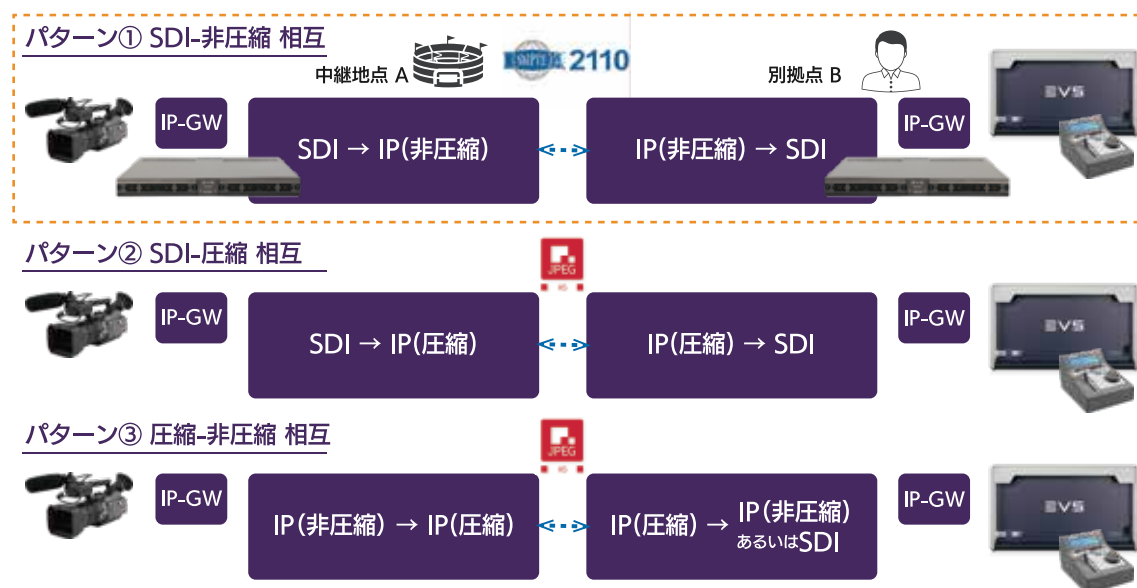 パターン① SDI-非圧縮 相互
中継地点 A
SMPTE 2110
別拠点 B
IP-GW
SDI → IP(非圧縮)
IP(非圧縮) → SDI
IP-GW
EVS
パターン② SDI-圧縮 相互
JPEG
XS
IP-GW
SDI → IP(圧縮)
IP(圧縮) → SDI
IP-GW
EVS
パターン③ 圧縮-非圧縮 相互
JPEG
XS
IP-GW
IP(非圧縮) → IP(圧縮)
IP(圧縮) → IP(非圧縮)
あるいはSDI
IP-GW
EVS